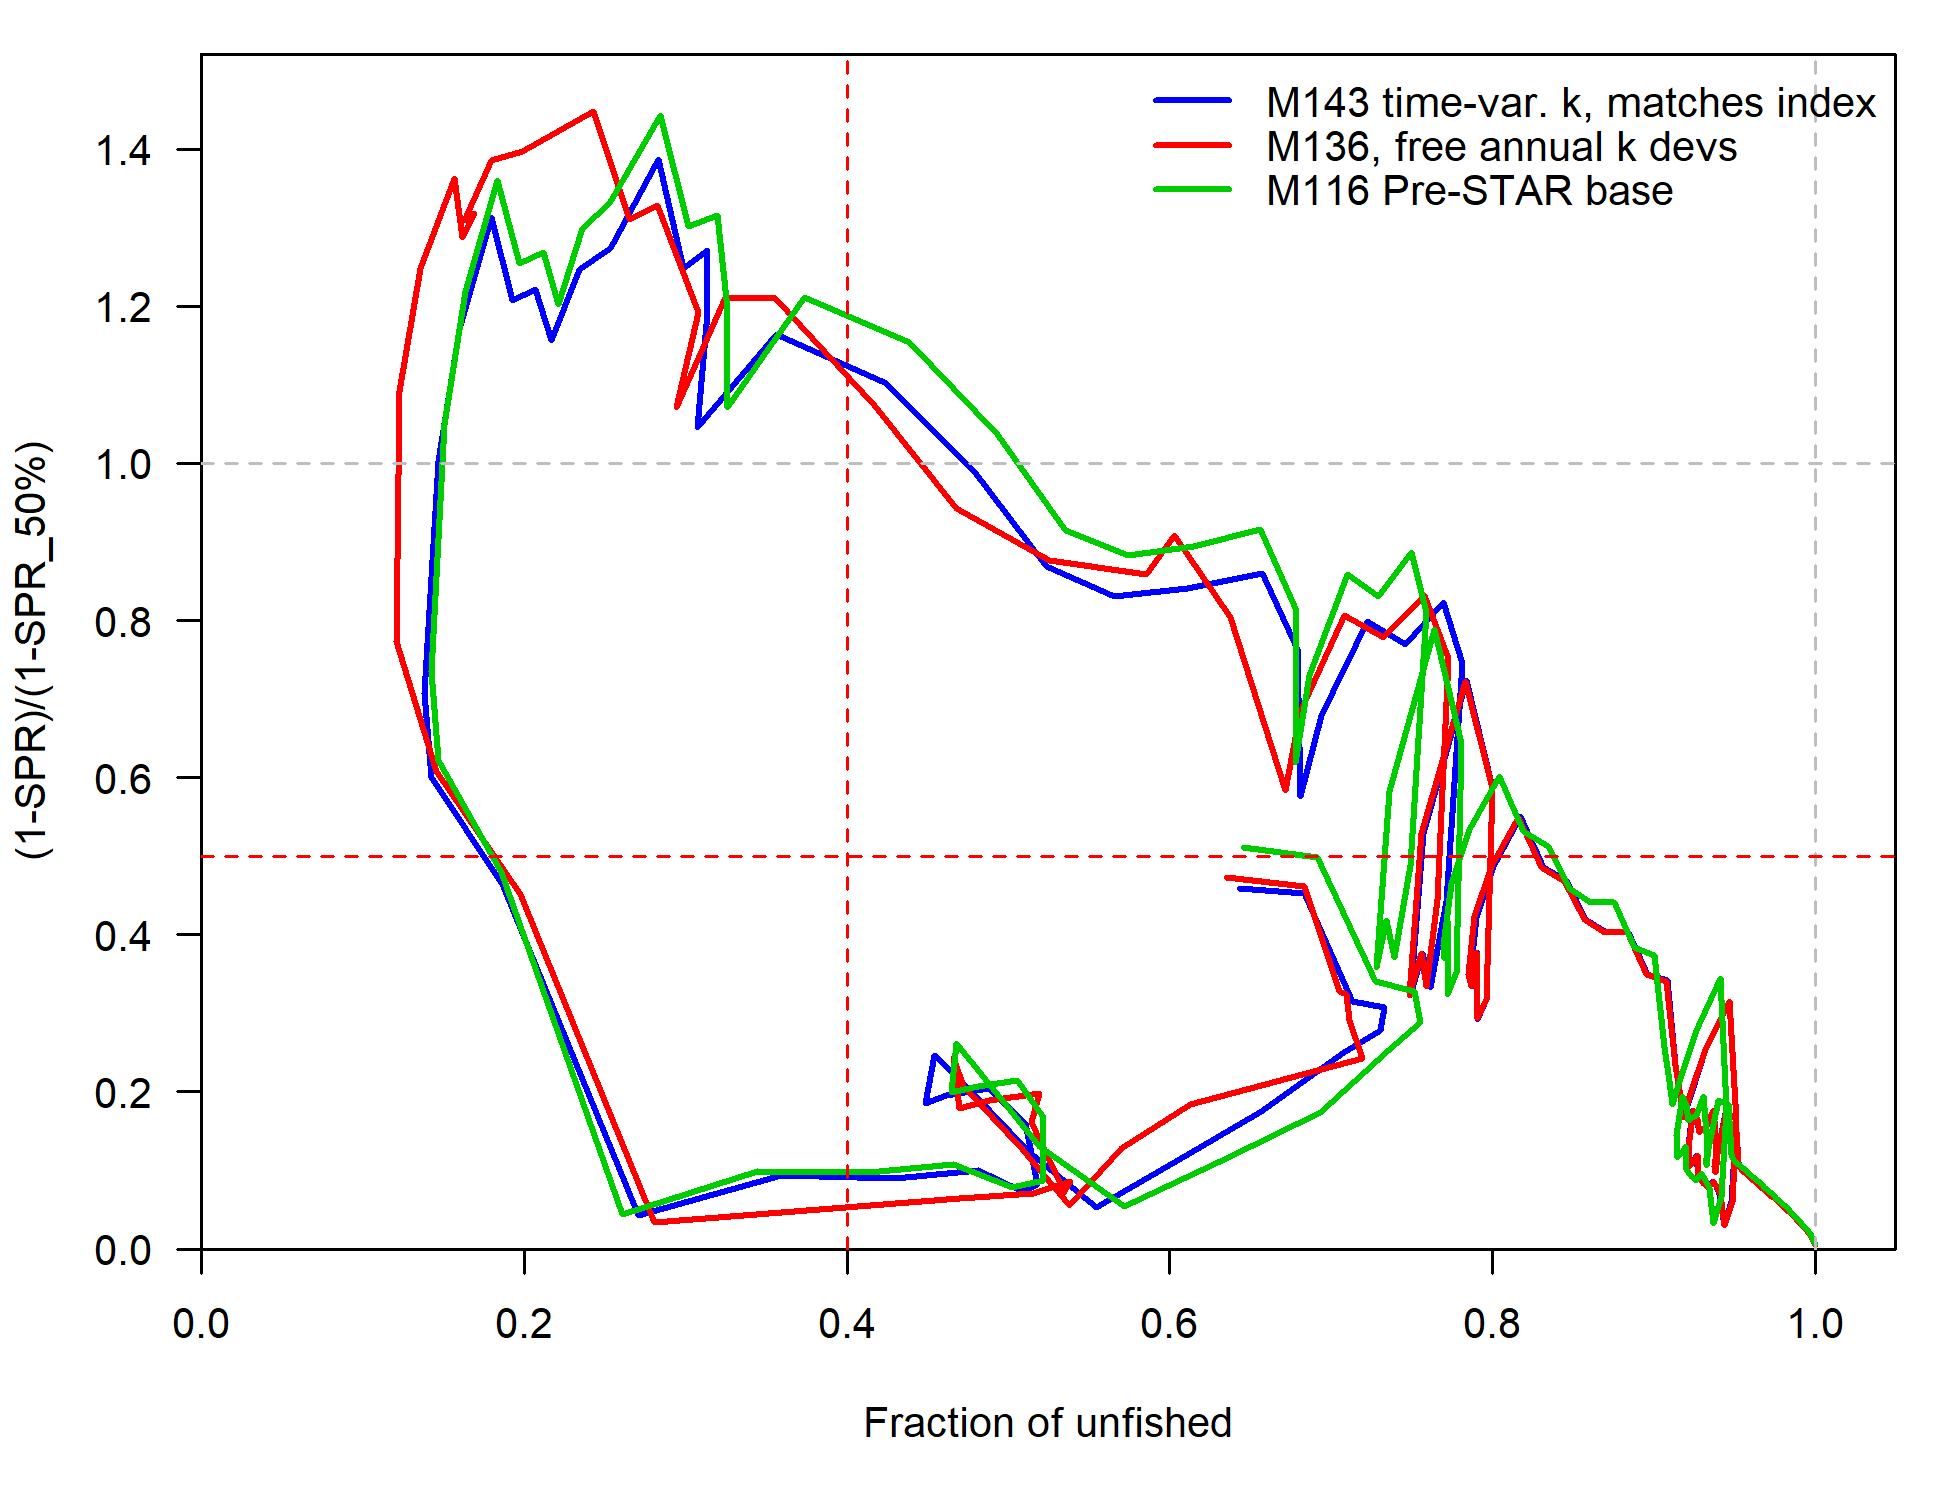 M143 time-var. k, matches index
M136, free annual k devs
M116 Pre-STAR base
(1-SPR)/(1-SPR_50%)
1.4
1.2
1.0
0.8
0.6
0.4
0.2
0.0
0.0 0.2 0.4 0.6 0.8 1.0
Fraction of unfished